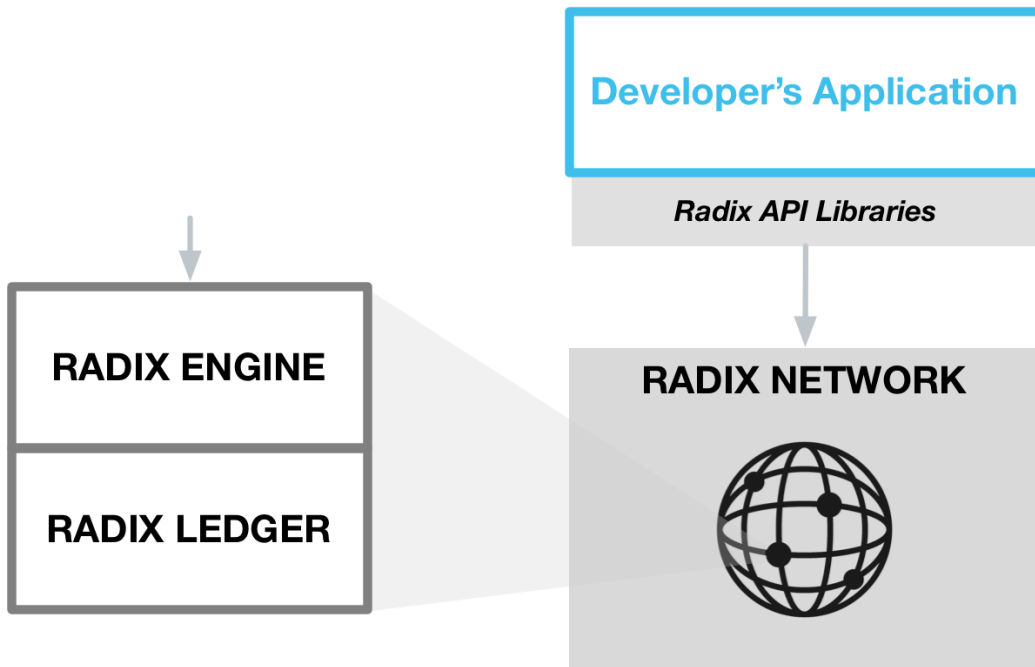 Developer’s Application
Radix API Libraries
RADIX ENGINE
RADIX LEDGER
RADIX NETWORK